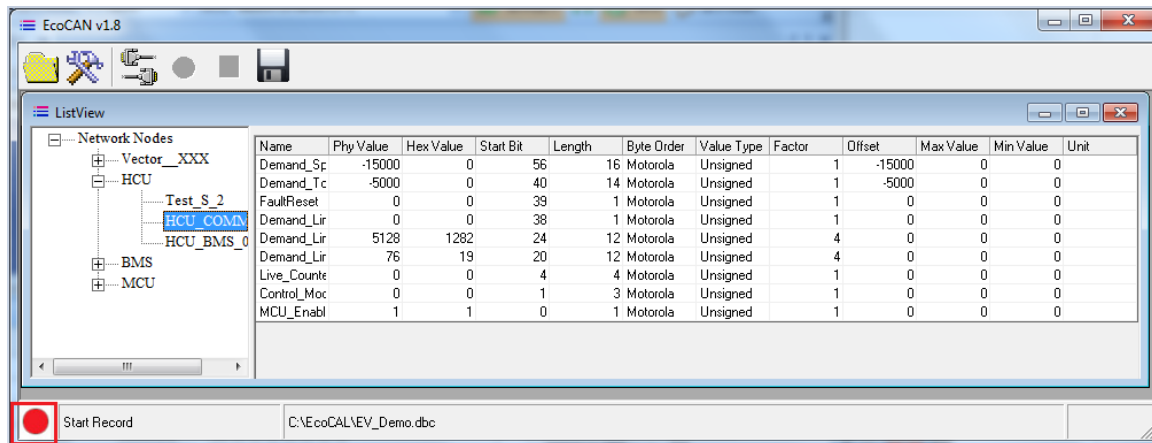 EcoCAN v1.8
ListView
Network Nodes
Vector__XXX
HCU
Test_S_2
HCU_COMM
HCU_BMS_0
BMS
MCU
Name Phy Value Hex Value Start Bit Length Byte Order Value Type Factor Offset Max Value Min Value Unit
Demand_Sp -15000 0 56 16 Motorola Unsigned 1 -15000 0 0
Demand_Tc -5000 0 40 14 Motorola Unsigned 1 -5000 0 0
FaultReset 0 0 39 1 Motorola Unsigned 1 0 0 0
Demand_Lir 0 0 38 1 Motorola Unsigned 1 0 0 0
Demand_Lir 5128 1282 24 12 Motorola Unsigned 4 0 0 0
Demand_Lir 76 19 20 12 Motorola Unsigned 4 0 0 0
Live_Counte 0 0 4 4 Motorola Unsigned 1 0 0 0
Control_Moc 0 0 1 3 Motorola Unsigned 1 0 0 0
MCU_Enabl 1 1 0 1 Motorola Unsigned 1 0 0 0
Start Record
C:\EcoCAL\EV_Demo.dbc